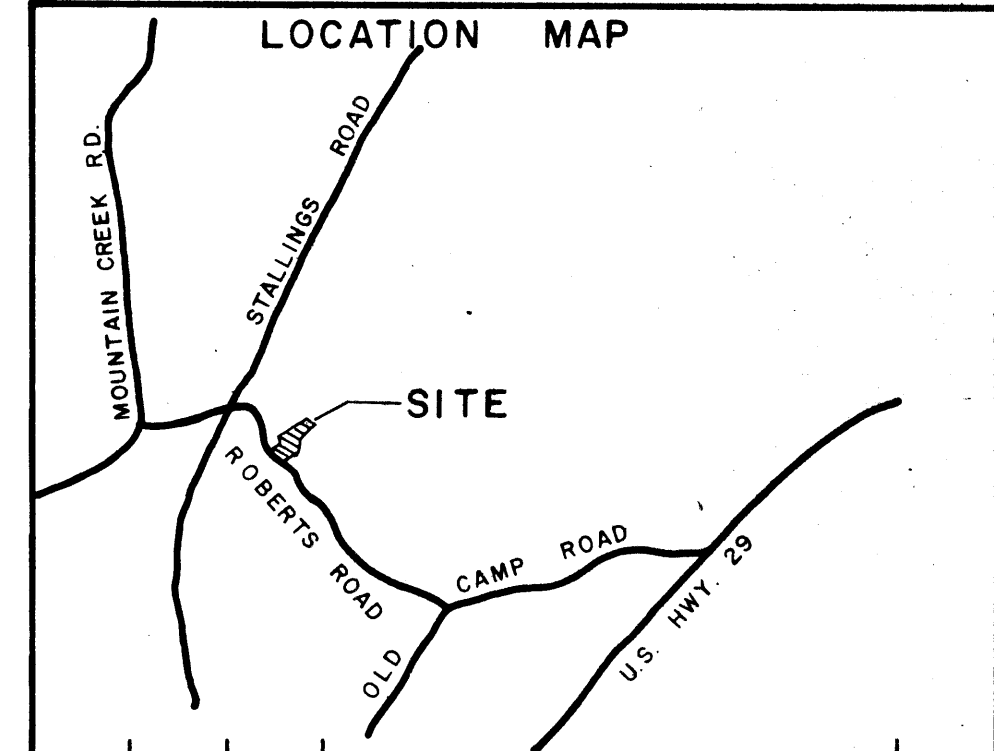 LOCATION MAP
MOUNTAIN CREEK RD.
STALLINGS ROAD
SITE
ROBERTS ROAD
OLD CAMP ROAD
U.S. HWY. 29